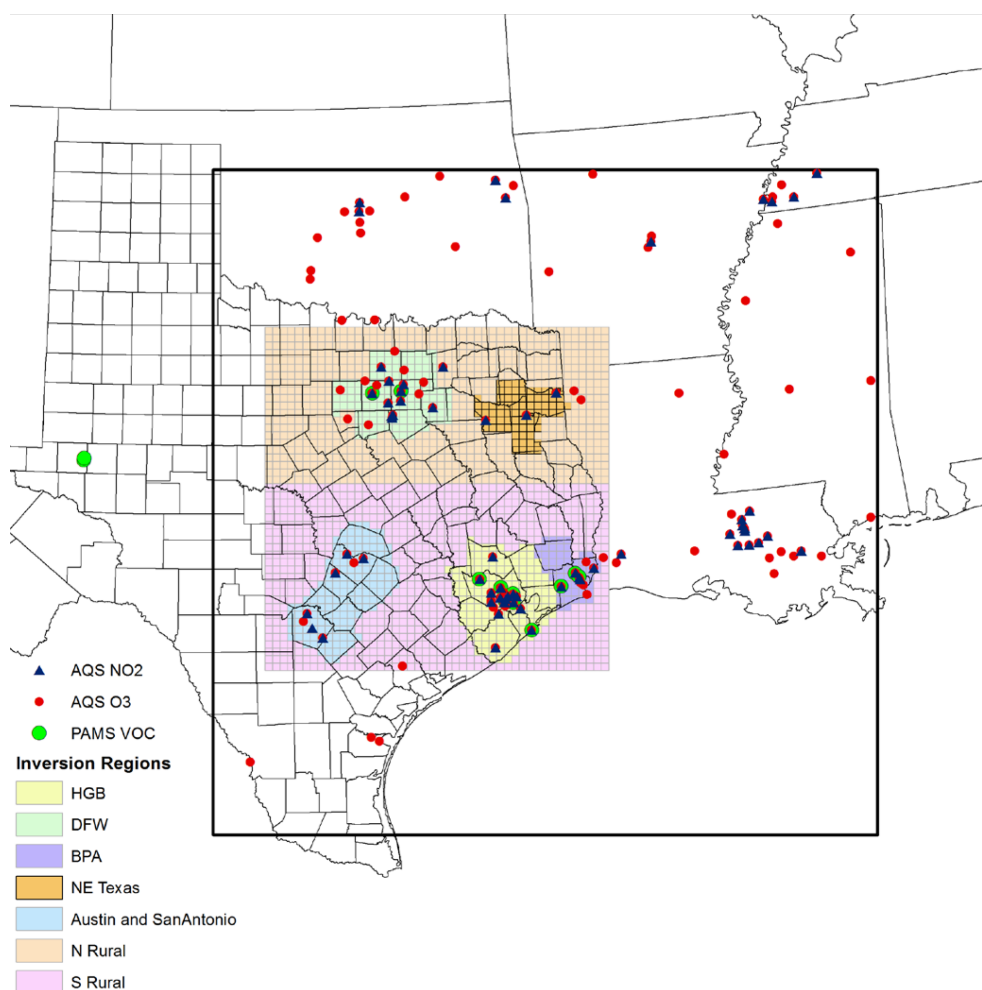 AQS NO2
AQS O3
PAMS VOC
Inversion Regions
HGB
DFW
BPA
NE Texas
Austin and SanAntonio
N Rural
S Rural